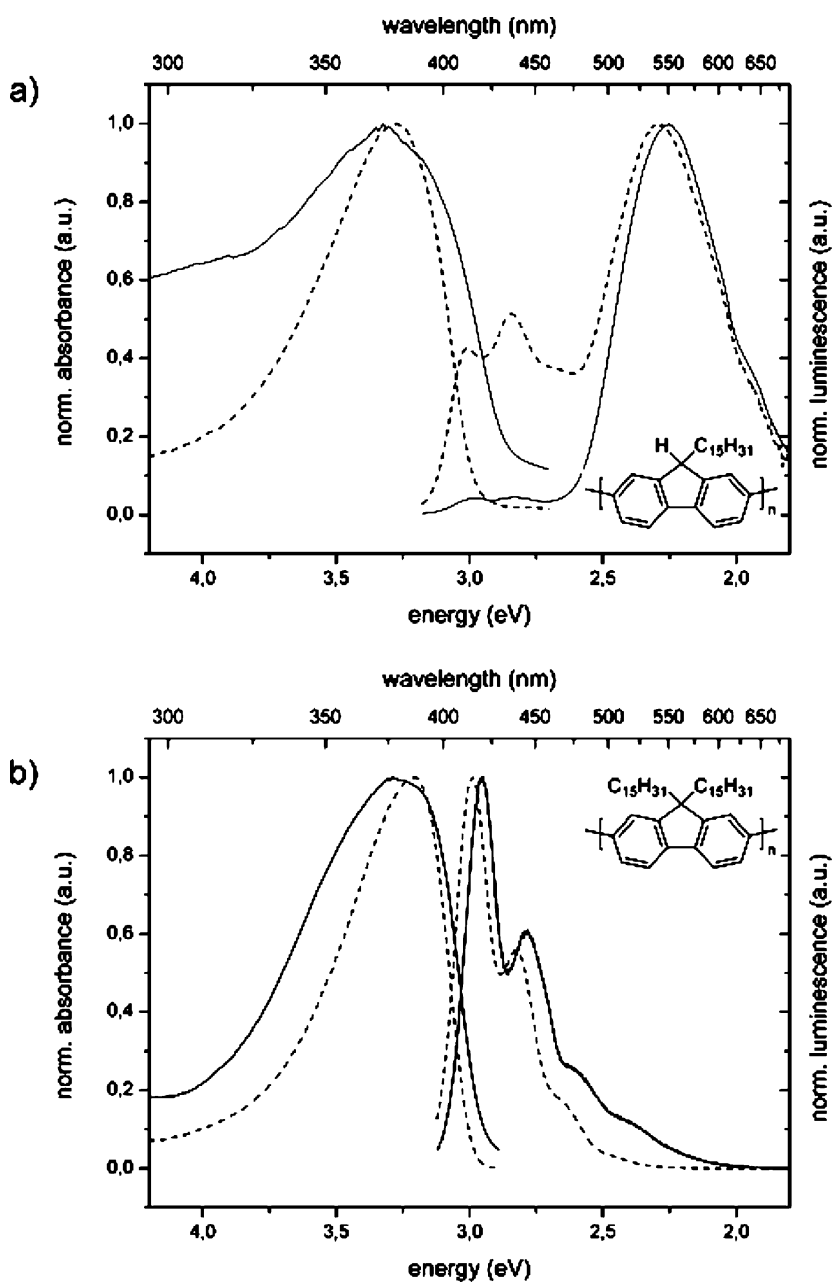 wavelength (nm)
300 350 400 450 500 550 600 650
a)
1,0
0,8
0,6
0,4
0,2
0,0
norm. absorbance (a.u.)
norm. luminescence (a.u.)
H C15H31
n
4,0 3,5 3,0 2,5 2,0
energy (eV)
wavelength (nm)
300 350 400 450 500 550 600 650
b)
1,0
0,8
0,6
0,4
0,2
0,0
norm. absorbance (a.u.)
norm. luminescence (a.u.)
C15H31 C15H31
n
4,0 3,5 3,0 2,5 2,0
energy (eV)